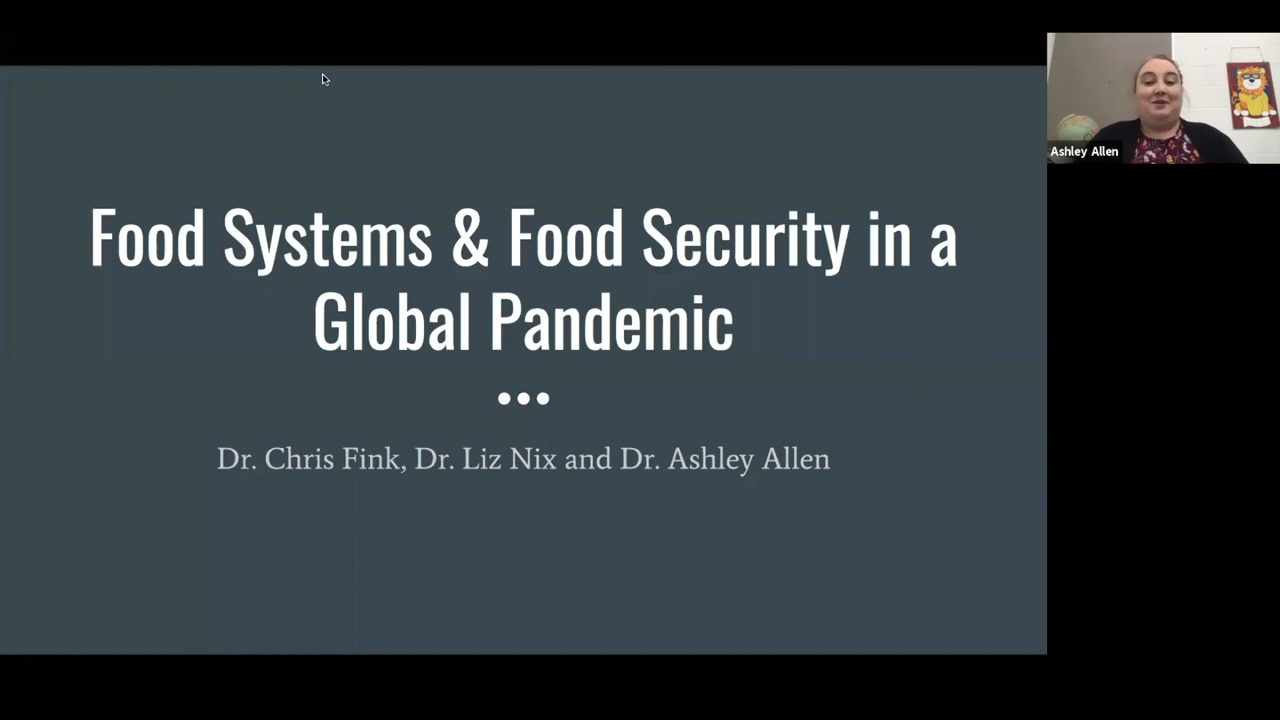 Food Systems & Food Security in a
Global Pandemic
Dr. Chris Fink, Dr. Liz Nix and Dr. Ashley Allen
Ashley Allen